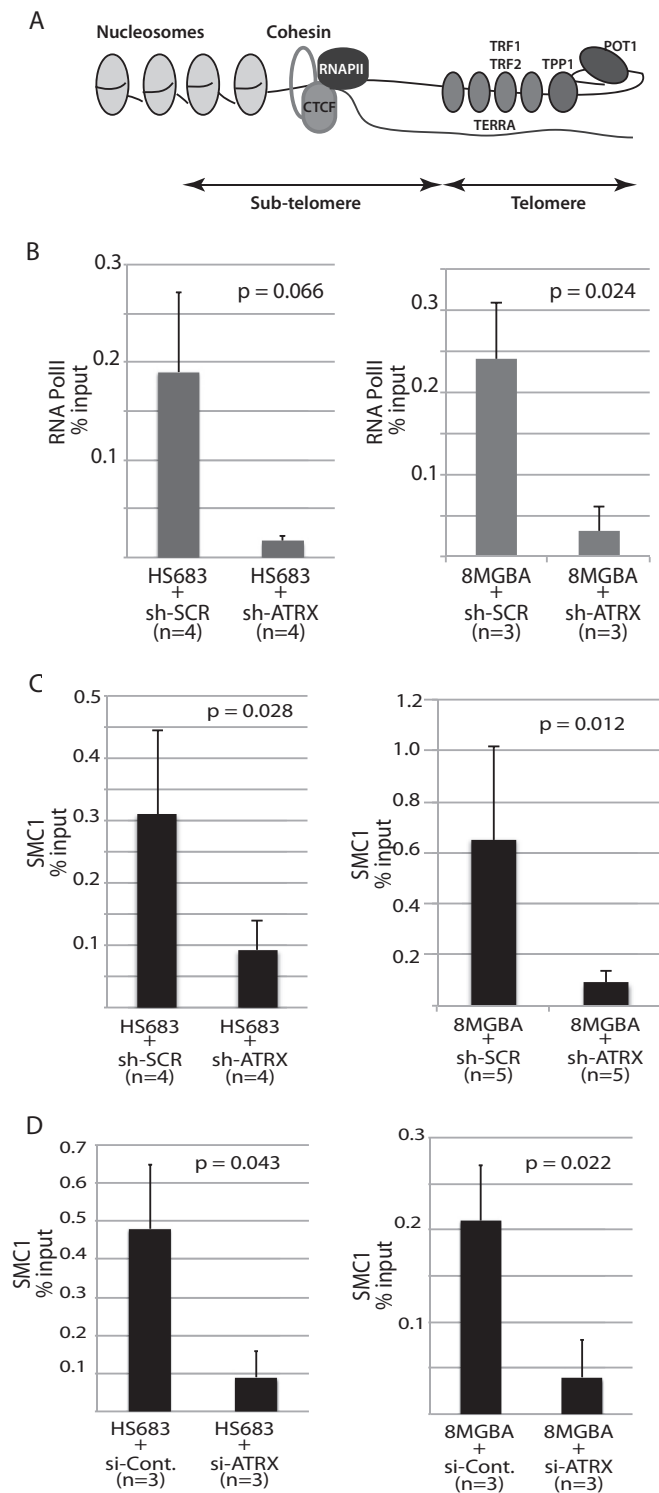 A
Nucleosomes
Cohesin
RNAPII
CTCF
TRF1
TRF2
TPP1
POT1
TERRA
Sub-telomere
Telomere
B
RNA PolII
% input
0.3
0.2
0.1
p = 0.066
HS683
+
sh-SCR
(n=4)
HS683
+
sh-ATRX
(n=4)
RNA PolII
% input
0.3
0.2
0.1
p = 0.024
8MGBA
+
sh-SCR
(n=3)
8MGBA
+
sh-ATRX
(n=3)
C
SMC1
% input
0.5
0.4
0.3
0.2
0.1
p = 0.028
HS683
+
sh-SCR
(n=4)
HS683
+
sh-ATRX
(n=4)
SMC1
% input
1.2
1.0
0.8
0.6
0.4
0.2
p = 0.012
8MGBA
+
sh-SCR
(n=5)
8MGBA
+
sh-ATRX
(n=5)
D
SMC1
% input
0.7
0.6
0.5
0.4
0.3
0.2
0.1
p = 0.043
HS683
+
si-Cont.
(n=3)
HS683
+
si-ATRX
(n=3)
SMC1
% input
0.3
0.2
0.1
p = 0.022
8MGBA
+
si-Cont.
(n=3)
8MGBA
+
si-ATRX
(n=3)